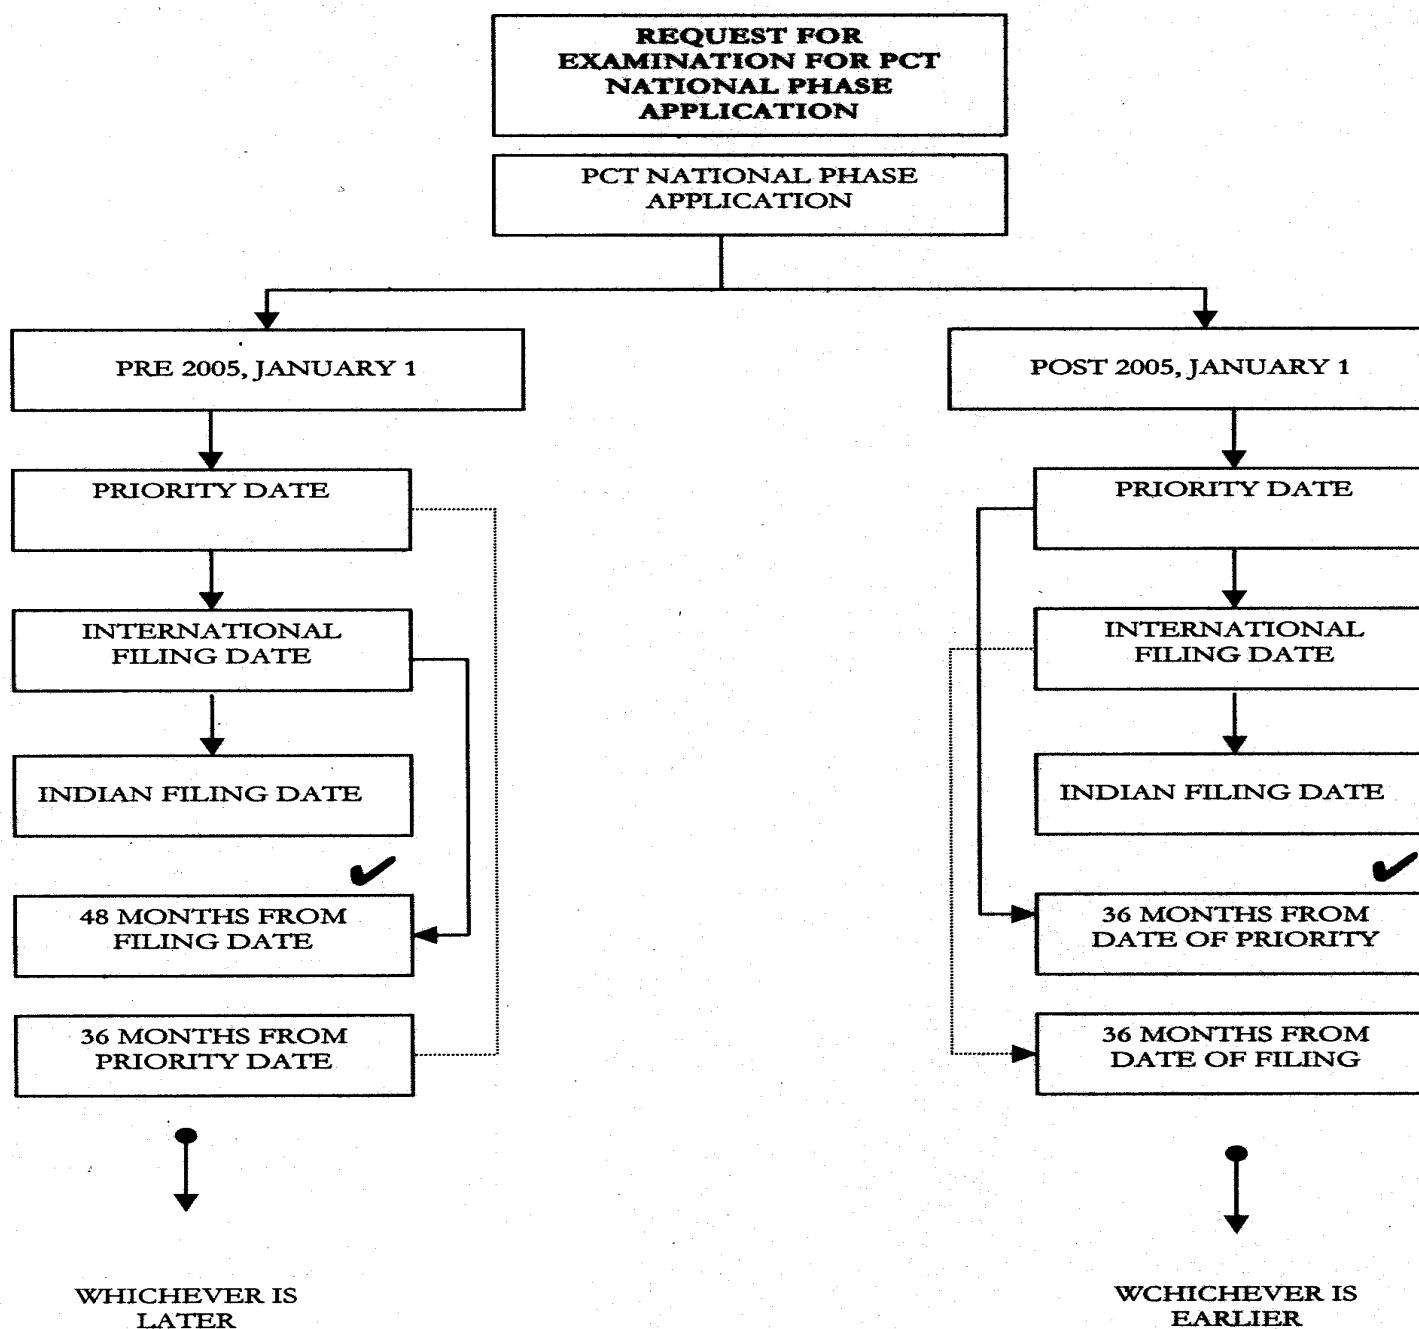 REQUEST FOR
EXAMINATION FOR PCT
NATIONAL PHASE
APPLICATION
PCT NATIONAL PHASE
APPLICATION
PRE 2005, JANUARY 1
PRIORITY DATE
INTERNATIONAL
FILING DATE
INDIAN FILING DATE
48 MONTHS FROM
FILING DATE
36 MONTHS FROM
PRIORITY DATE
WHICHEVER IS
LATER
POST 2005, JANUARY 1
PRIORITY DATE
INTERNATIONAL
FILING DATE
INDIAN FILING DATE
36 MONTHS FROM
DATE OF PRIORITY
36 MONTHS FROM
DATE OF FILING
WCHICHEVER IS
EARLIER